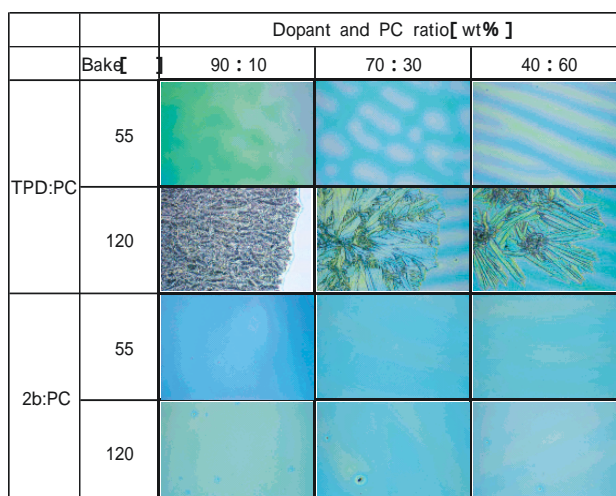 Dopant and PC ratio[ wt% ]
Bake[ ] 90 : 10 70 : 30 40 : 60
TPD:PC
55
120
2b:PC
55
120